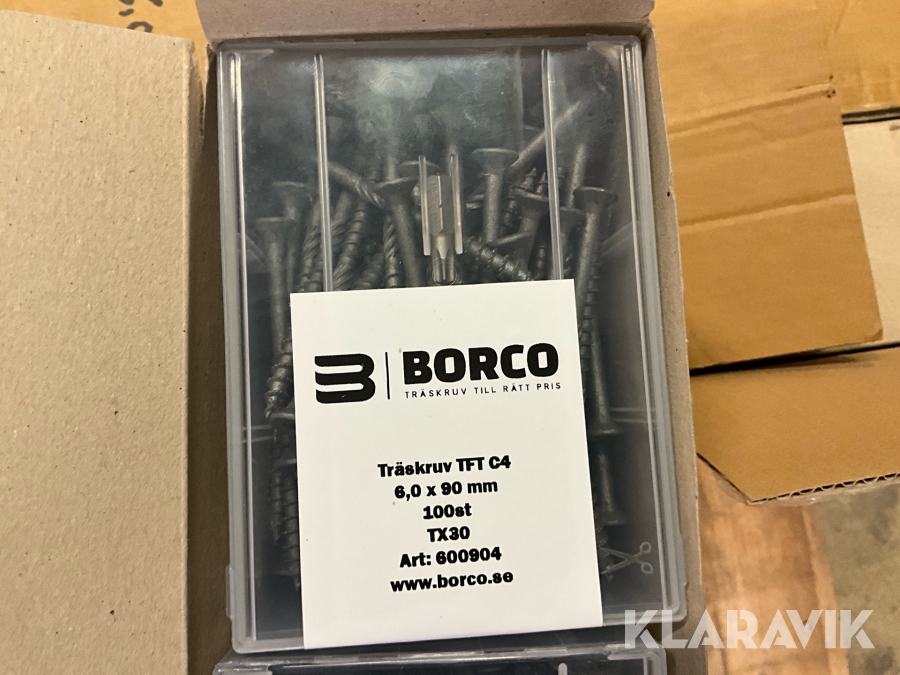 BORCO
TRÄSKRUV TILL RÄTT PRIS
Träskruv TFT C4
6,0 x 90 mm
100st
TX30
Art: 600904
www.borco.se
KLARAVIK